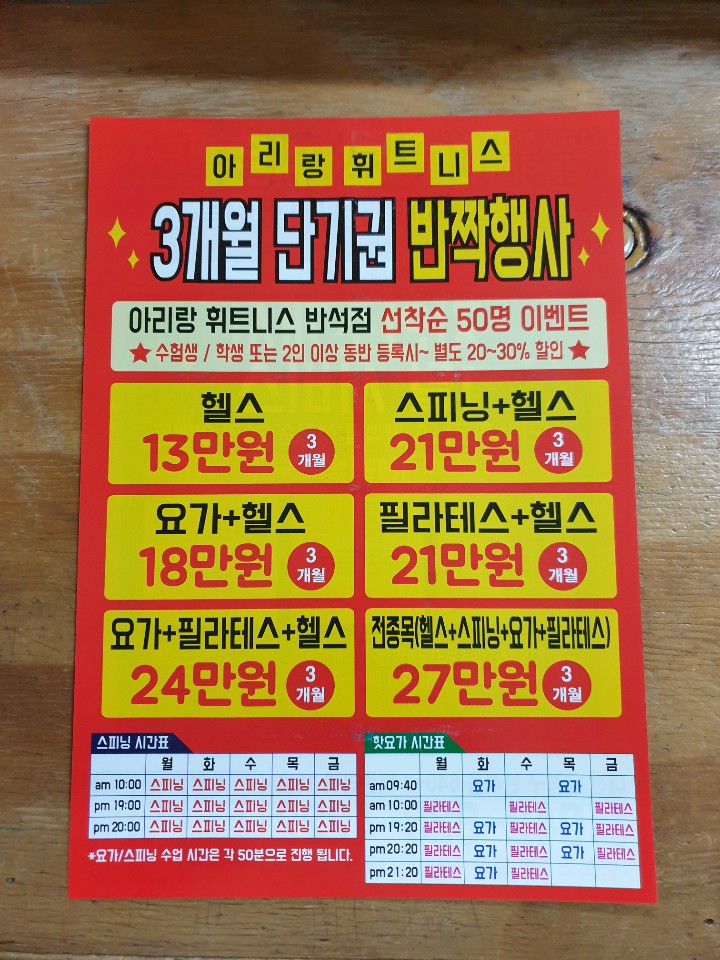 아리랑휘트니스
3개월 단기권 반짝행사
아리랑 휘트니스 반석점 선착순 50명 이벤트
★ 수험생 / 학생 또는 2인 이상 동반 등록시~ 별도 20~30% 할인 ★
헬스
13만원 3개월
스피닝+헬스
21만원 3개월
요가+헬스
18만원 3개월
필라테스+헬스
21만원 3개월
요가+필라테스+헬스
24만원 3개월
전종목(헬스+스피닝+요가+필라테스)
27만원 3개월
스피닝 시간표
월 화 수 목 금
am 10:00 스피닝 스피닝 스피닝 스피닝 스피닝
pm 19:00 스피닝 스피닝 스피닝 스피닝 스피닝
pm 20:00 스피닝 스피닝 스피닝 스피닝 스피닝
*요가/스피닝 수업 시간은 각 50분으로 진행 됩니다.
핫요가 시간표
월 화 수 목 금
am 09:40 요가 요가
am 10:00 필라테스 필라테스 필라테스
pm 19:20 필라테스 요가 필라테스 요가 필라테스
pm 20:20 필라테스 요가 필라테스 요가 필라테스
pm 21:20 필라테스 요가 필라테스